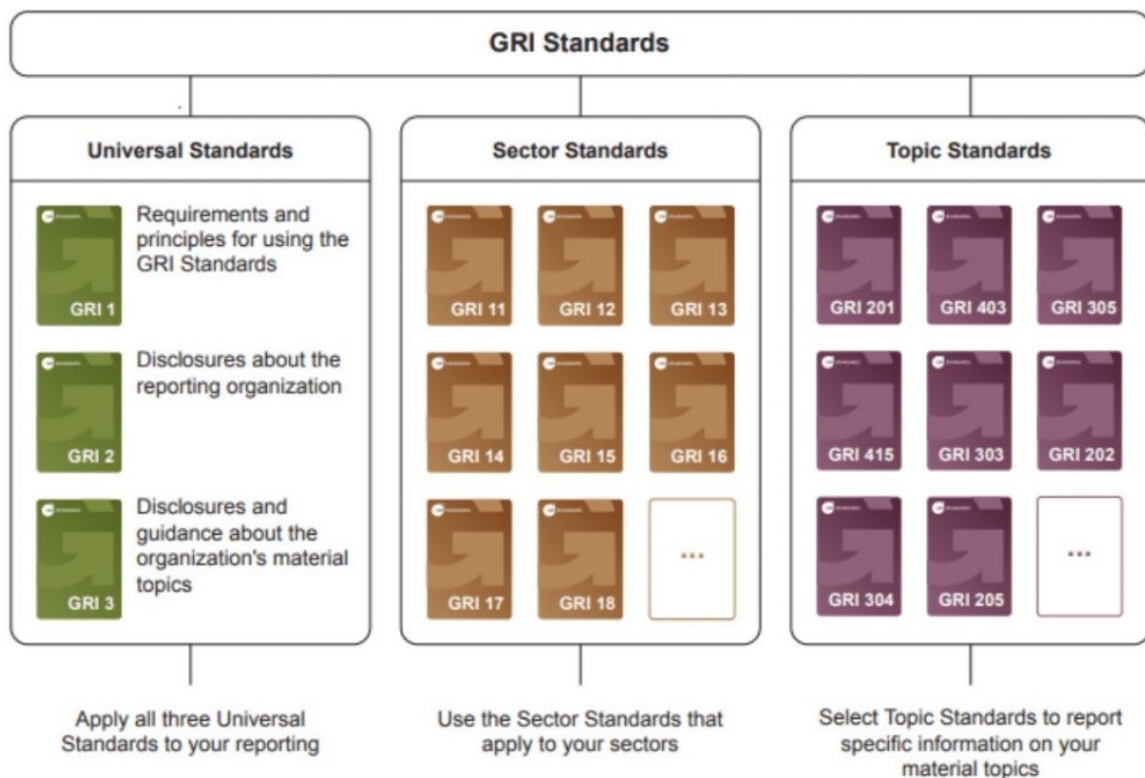 GRI Standards
Universal Standards
GRI 1
Requirements and
principles for using the
GRI Standards
GRI 2
Disclosures about the
reporting organization
GRI 3
Disclosures and
guidance about the
organization's material
topics
Apply all three Universal
Standards to your reporting
Sector Standards
GRI 11
GRI 12
GRI 13
GRI 14
GRI 15
GRI 16
GRI 17
GRI 18
...
Use the Sector Standards that
apply to your sectors
Topic Standards
GRI 201
GRI 403
GRI 305
GRI 415
GRI 303
GRI 202
GRI 304
GRI 205
...
Select Topic Standards to report
specific information on your
material topics